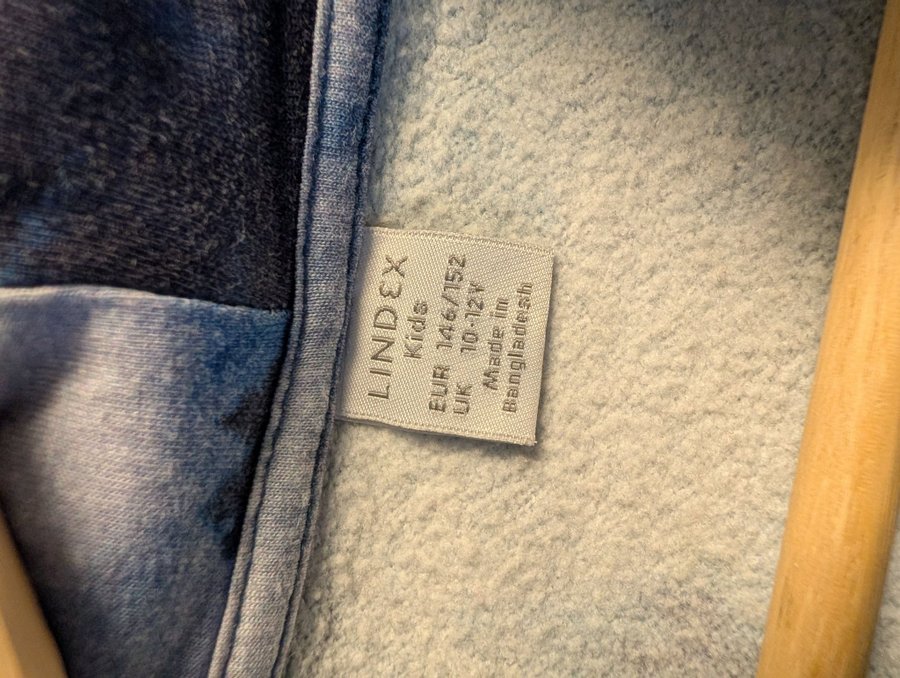 LINDEX
Kids
EUR 146/152
UK 10-12Y
Made in
Bangladesh